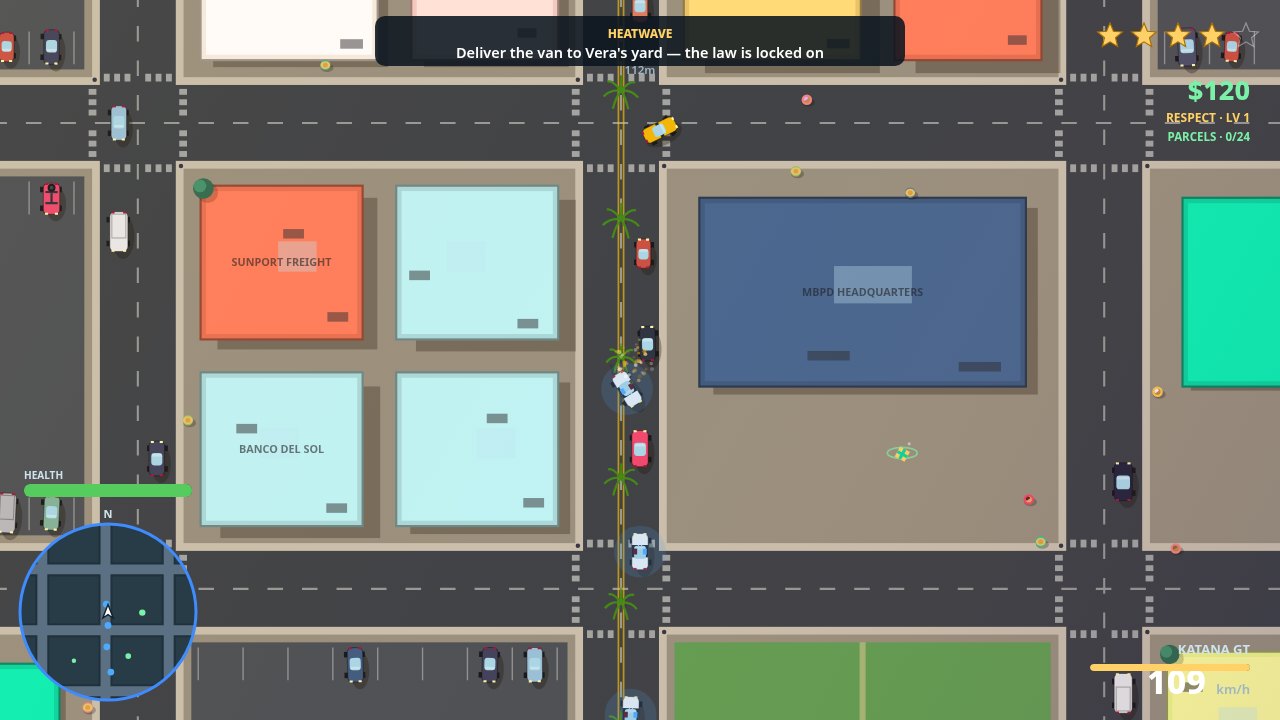 HEATWAVE
Deliver the van to Vera's yard — the law is locked on
112m
$120
RESPECT · LV 1
PARCELS · 0/24
SUNPORT FREIGHT
MBPD HEADQUARTERS
BANCO DEL SOL
HEALTH
N
KATANA GT
109 km/h